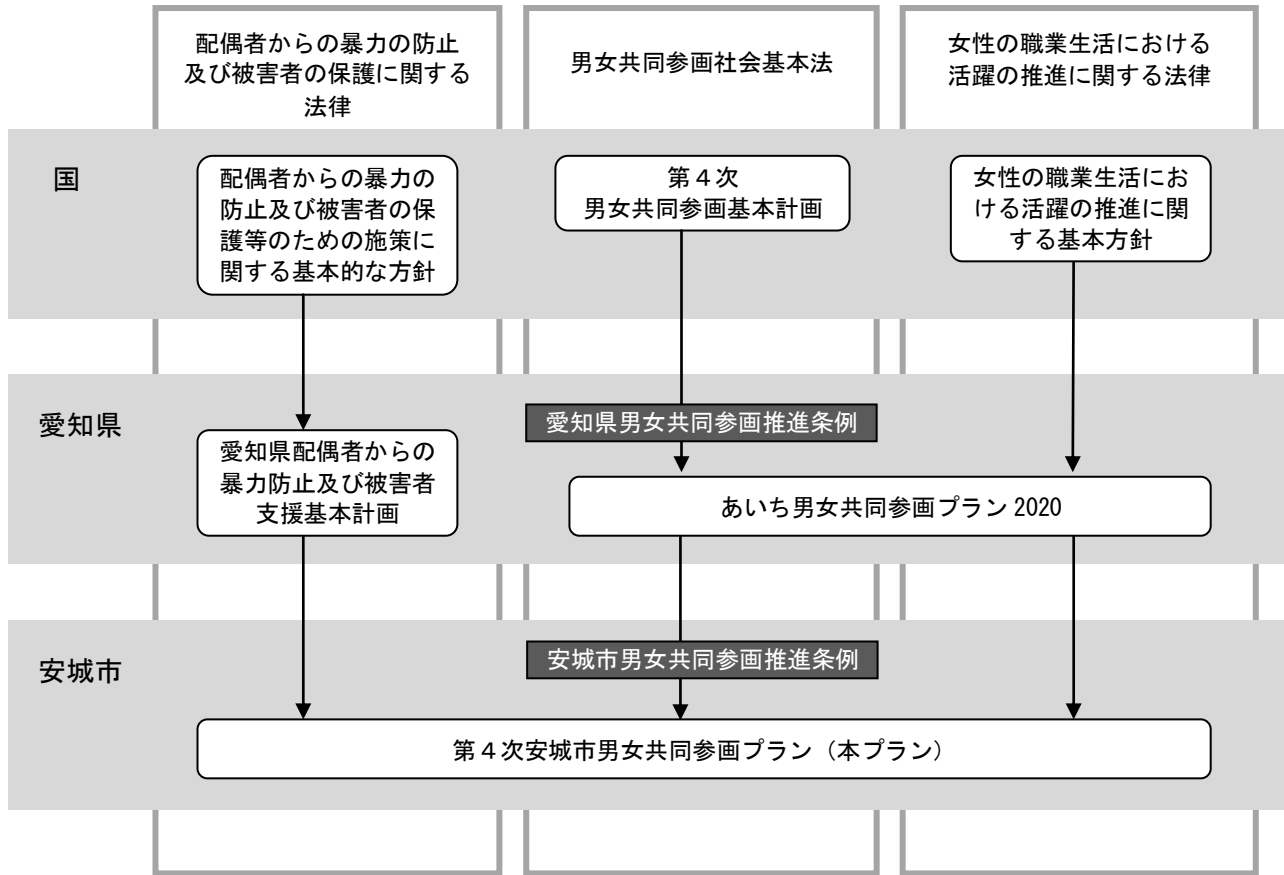 配偶者からの暴力の防止
及び被害者の保護に関する
法律
男女共同参画社会基本法
女性の職業生活における
活躍の推進に関する法律
国
配偶者からの暴力の
防止及び被害者の保
護等のための施策に
関する基本的な方針
第４次
男女共同参画基本計画
女性の職業生活にお
ける活躍の推進に関
する基本方針
愛知県
愛知県男女共同参画推進条例
愛知県配偶者からの
暴力防止及び被害者
支援基本計画
あいち男女共同参画プラン 2020
安城市
安城市男女共同参画推進条例
第４次安城市男女共同参画プラン（本プラン）